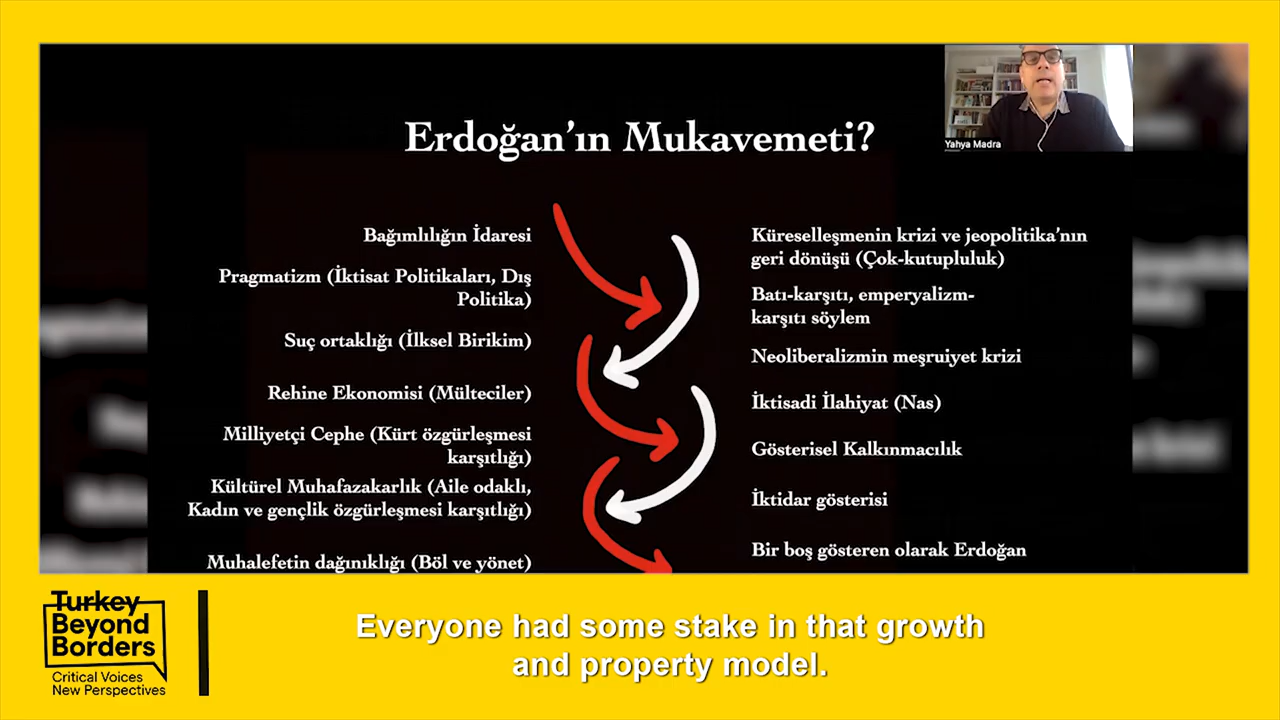 Erdoğan'ın Mukavemeti?
Yahya Madra
Bağımlılığın İdaresi
Pragmatizm (İktisat Politikaları, Dış
Politika)
Suç ortaklığı (İlksel Birikim)
Rehine Ekonomisi (Mülteciler)
Milliyetçi Cephe (Kürt özgürleşmesi
karşıtlığı)
Kültürel Muhafazakarlık (Aile odaklı,
Kadın ve gençlik özgürleşmesi karşıtlığı)
Muhalefetin dağınıklığı (Böl ve yönet)
Küreselleşmenin krizi ve jeopolitika'nın
geri dönüşü (Çok-kutupluluk)
Batı-karşıtı, emperyalizm-
karşıtı söylem
Neoliberalizmin meşruiyet krizi
İktisadi İlahiyat (Nas)
Gösterisel Kalkınmacılık
İktidar gösterisi
Bir boş gösteren olarak Erdoğan
Turkey
Beyond
Borders
Critical Voices
New Perspectives
Everyone had some stake in that growth
and property model.